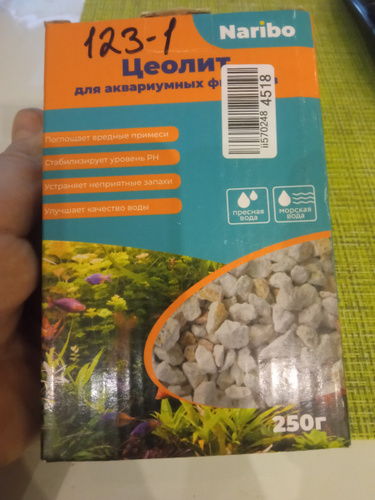 123-1
Naribo
Цеолит
для аквариумных
4518
ii570248
Поглощает вредные примеси
Стабилизирует уровень PH
Устраняет неприятные запахи
Улучшает качество воды
пресная
вода
морская
вода
250г